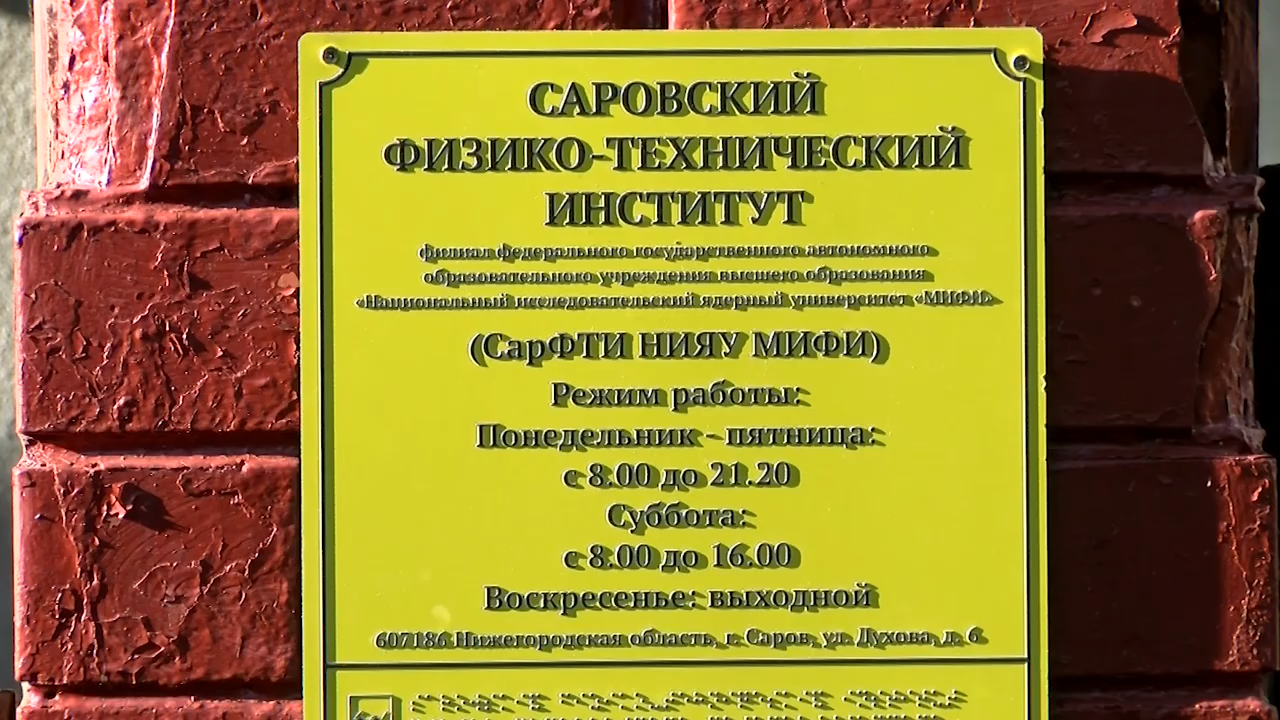 САРОВСКИЙ
ФИЗИКО-ТЕХНИЧЕСКИЙ
ИНСТИТУТ
филиал федерального государственного автономного
образовательного учреждения высшего образования
«Национальный исследовательский ядерный университет «МИФИ»
(СарФТИ НИЯУ МИФИ)
Режим работы:
Понедельник - пятница:
с 8.00 до 21.20
Суббота:
с 8.00 до 16.00
Воскресенье: выходной
607186 Нижегородская область, г. Саров, ул. Духова, д. 6